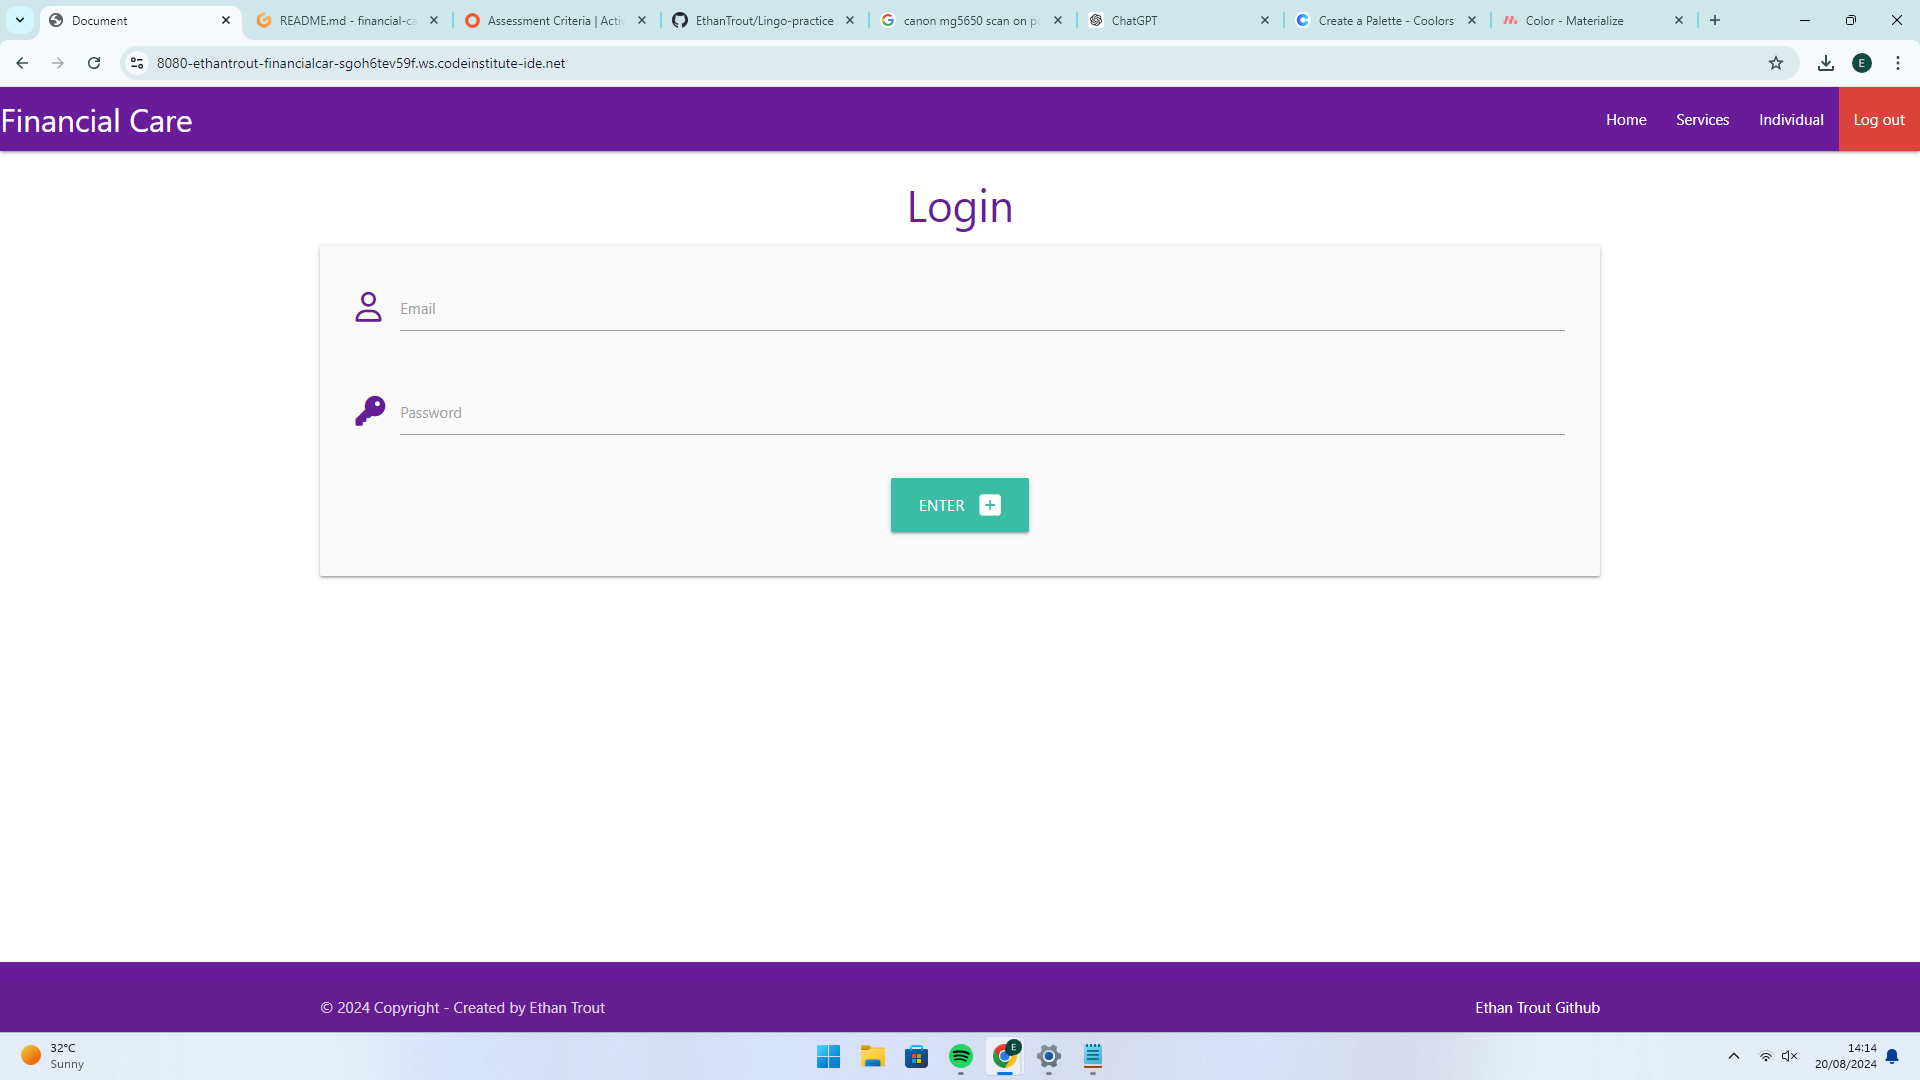 Document
README.md - financial-ca
Assessment Criteria | Activ
EthanTrout/Lingo-practice
canon mg5650 scan on pc
ChatGPT
Create a Palette - Coolors
Color - Materialize
8080-ethantrout-financialcar-sgoh6tev59f.ws.codeinstitute-ide.net
E
Financial Care
Home
Services
Individual
Log out
Login
Email
Password
ENTER
© 2024 Copyright - Created by Ethan Trout
Ethan Trout Github
32°C
Sunny
E
14:14
20/08/2024